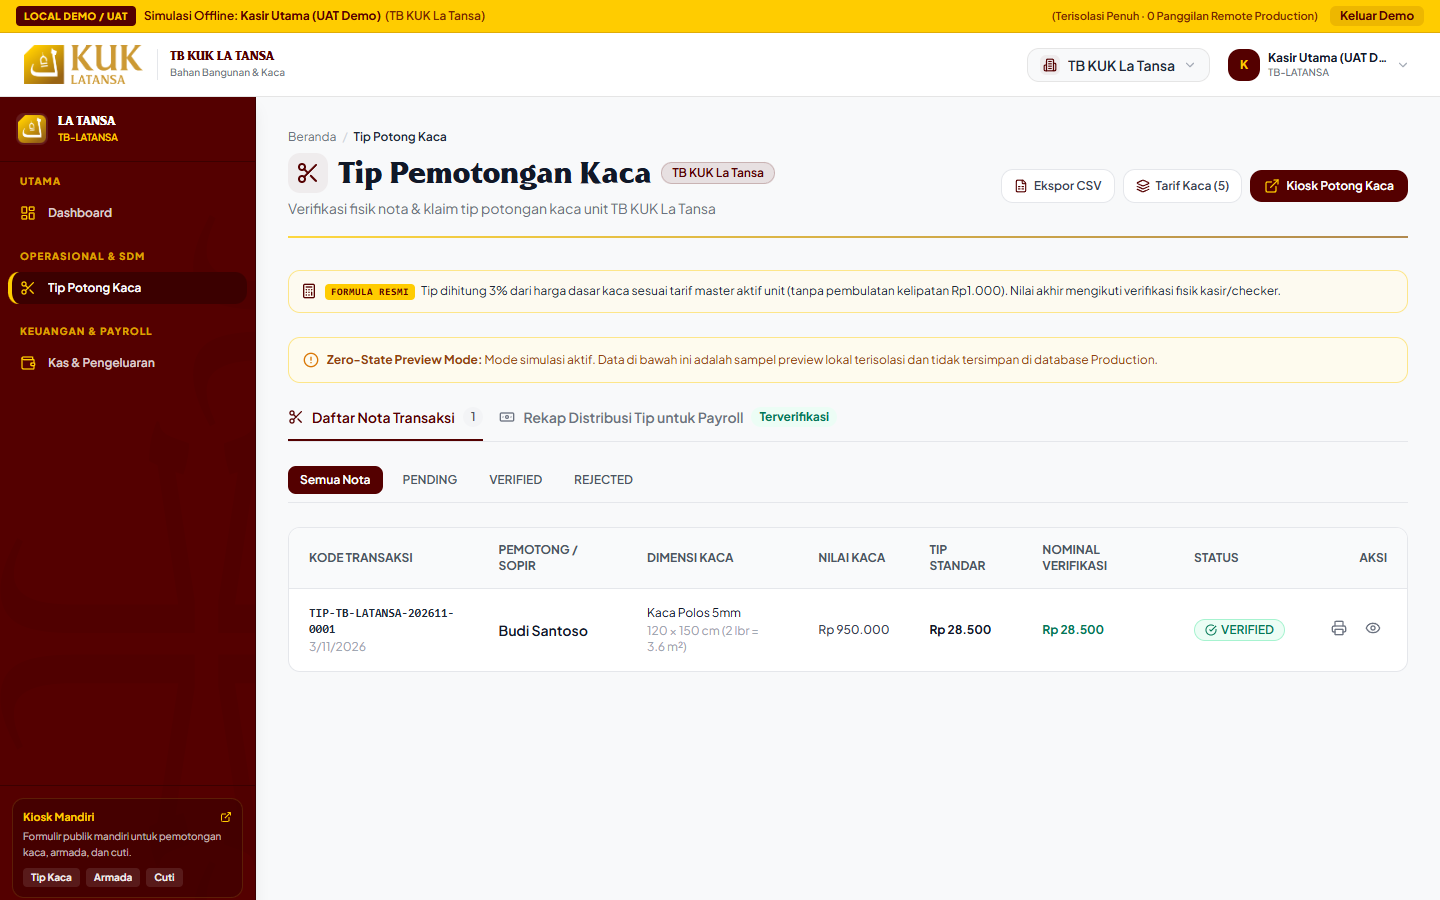 LOCAL DEMO / UAT Simulasi Offline: Kasir Utama (UAT Demo) (TB KUK La Tansa) (Terisolasi Penuh · 0 Panggilan Remote Production) Keluar Demo
KUK
LATANSA
TB KUK LA TANSA
Bahan Bangunan & Kaca
TB KUK La Tansa
K
Kasir Utama (UAT D...
TB-LATANSA
LA TANSA
TB-LATANSA
UTAMA
Dashboard
OPERASIONAL & SDM
Tip Potong Kaca
KEUANGAN & PAYROLL
Kas & Pengeluaran
Kiosk Mandiri
Formulir publik mandiri untuk pemotongan
kaca, armada, dan cuti.
Tip Kaca Armada Cuti
Beranda / Tip Potong Kaca
Tip Pemotongan Kaca TB KUK La Tansa
Verifikasi fisik nota & klaim tip potongan kaca unit TB KUK La Tansa
Ekspor CSV Tarif Kaca (5) Kiosk Potong Kaca
FORMULA RESMI Tip dihitung 3% dari harga dasar kaca sesuai tarif master aktif unit (tanpa pembulatan kelipatan Rp1.000). Nilai akhir mengikuti verifikasi fisik kasir/checker.
Zero-State Preview Mode: Mode simulasi aktif. Data di bawah ini adalah sampel preview lokal terisolasi dan tidak tersimpan di database Production.
Daftar Nota Transaksi 1 Rekap Distribusi Tip untuk Payroll Terverifikasi
Semua Nota PENDING VERIFIED REJECTED
KODE TRANSAKSI PEMOTONG / SOPIR DIMENSI KACA NILAI KACA TIP STANDAR NOMINAL VERIFIKASI STATUS AKSI
TIP-TB-LATANSA-202611-
0001
3/11/2026
Budi Santoso
Kaca Polos 5mm
120 × 150 cm (2 lbr =
3.6 m²)
Rp 950.000 Rp 28.500 Rp 28.500 VERIFIED